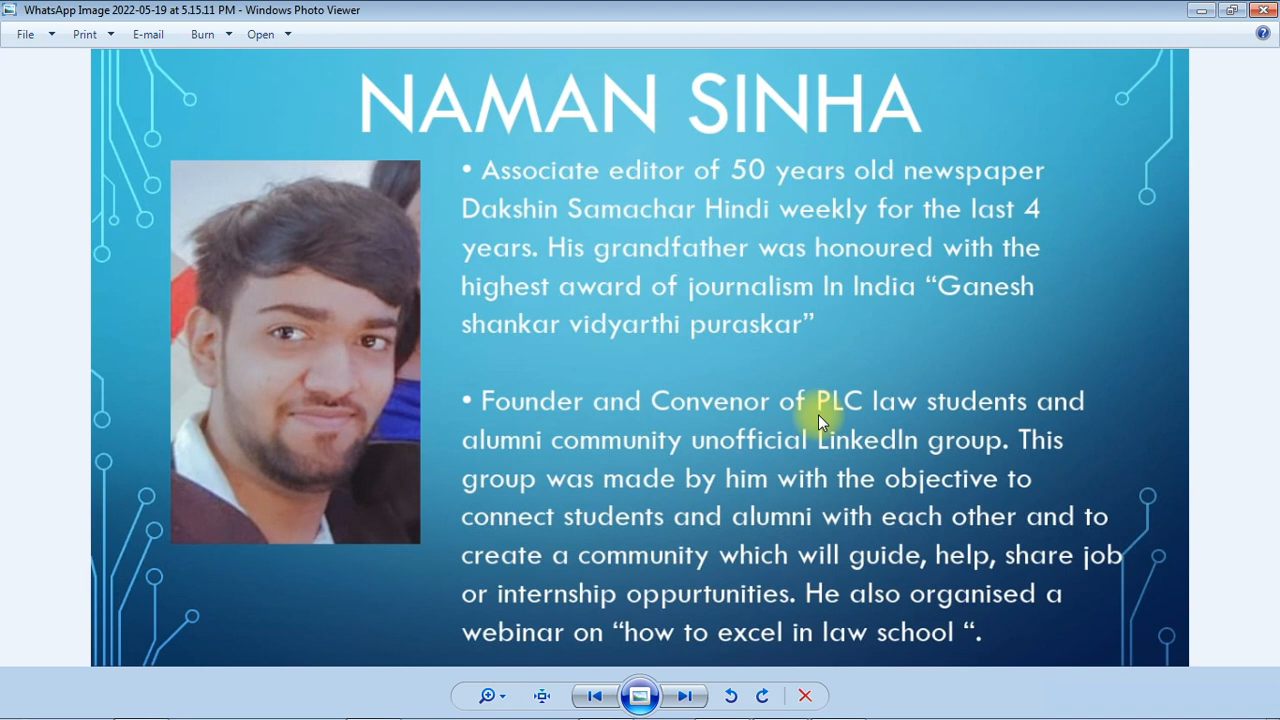 WhatsApp Image 2022-05-19 at 5.15.11 PM - Windows Photo Viewer
File Print E-mail Burn Open
NAMAN SINHA
• Associate editor of 50 years old newspaper
Dakshin Samachar Hindi weekly for the last 4
years. His grandfather was honoured with the
highest award of journalism In India “Ganesh
shankar vidyarthi puraskar”
• Founder and Convenor of PLC law students and
alumni community unofficial LinkedIn group. This
group was made by him with the objective to
connect students and alumni with each other and to
create a community which will guide, help, share job
or internship oppurtunities. He also organised a
webinar on “how to excel in law school “.